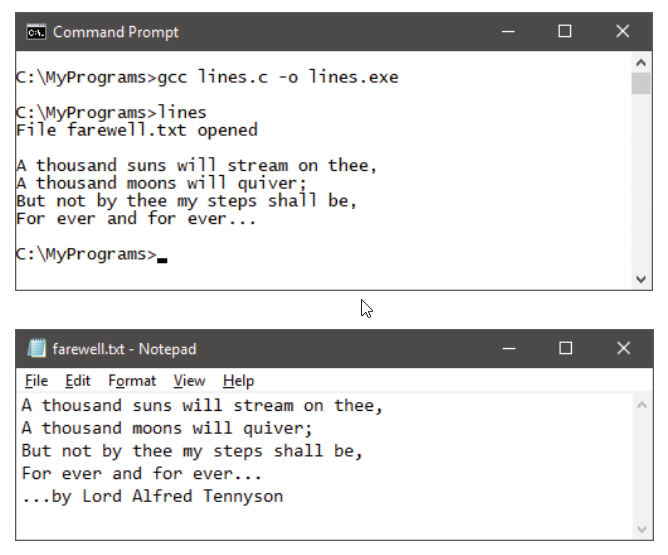 Command Prompt
C:\MyPrograms>gcc lines.c -o lines.exe
C:\MyPrograms>lines
File farewell.txt opened
A thousand suns will stream on thee,
A thousand moons will quiver;
But not by thee my steps shall be,
For ever and for ever...
C:\MyPrograms>
farewell.txt - Notepad
File Edit Format View Help
A thousand suns will stream on thee,
A thousand moons will quiver;
But not by thee my steps shall be,
For ever and for ever...
...by Lord Alfred Tennyson